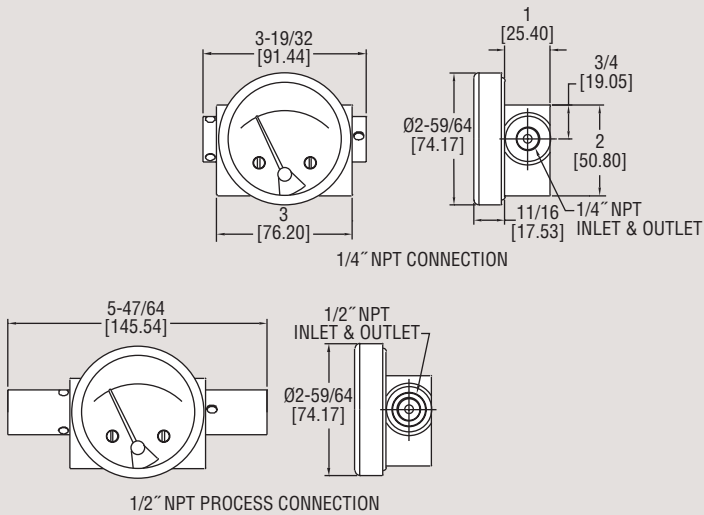 3-19/32
[91.44]
3
[76.20]
Ø2-59/64
[74.17]
1
[25.40]
3/4
[19.05]
2
[50.80]
11/16
[17.53]
1/4˝ NPT
INLET & OUTLET
1/4˝ NPT CONNECTION
5-47/64
[145.54]
1/2˝ NPT
INLET & OUTLET
Ø2-59/64
[74.17]
1/2˝ NPT PROCESS CONNECTION